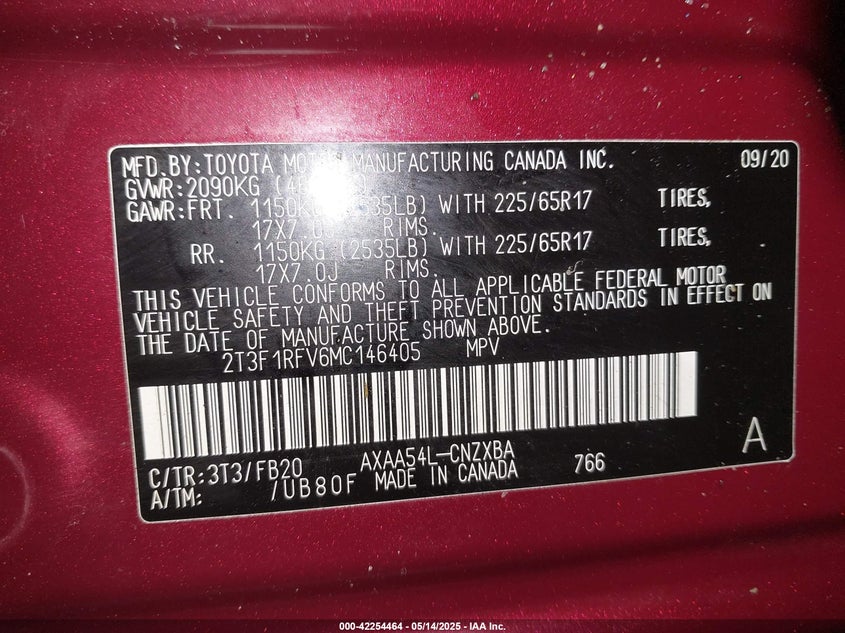 MFD.BY:TOYOTA MOTOR MANUFACTURING CANADA INC. 09/20
GVWR:2090KG
GAWR:FRT. 1150KG (2535LB) WITH 225/65R17 TIRES,
17X7.0J RIMS.
RR. 1150KG (2535LB) WITH 225/65R17 TIRES,
17X7.0J RIMS.
THIS VEHICLE CONFORMS TO ALL APPLICABLE FEDERAL MOTOR
VEHICLE SAFETY AND THEFT PREVENTION STANDARDS IN EFFECT ON
THE DATE OF MANUFACTURE SHOWN ABOVE.
2T3F1RFV6MC146405 MPV
C/TR:3T3/FB20 AXAA54L-CNZXBA 766 A
A/TM: /UB80F MADE IN CANADA
000-42254464 - 05/14/2025 - IAA Inc.